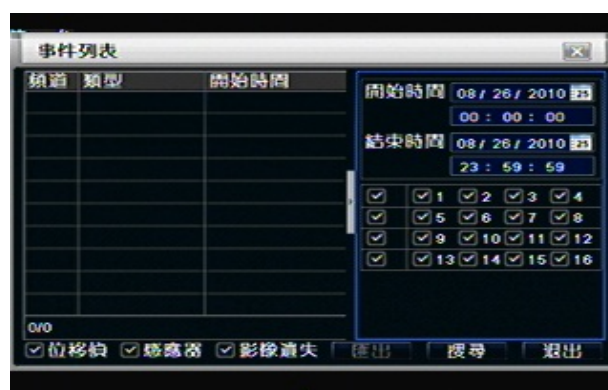 事件列表
頻道 類型 開始時間
開始時間 08/ 26/ 2010
00 : 00 : 00
結束時間 08/ 26/ 2010
23 : 59 : 59
1 2 3 4
5 6 7 8
9 10 11 12
13 14 15 16
0/0
位移偵 感應器 影像遺失 匯出 搜尋 退出